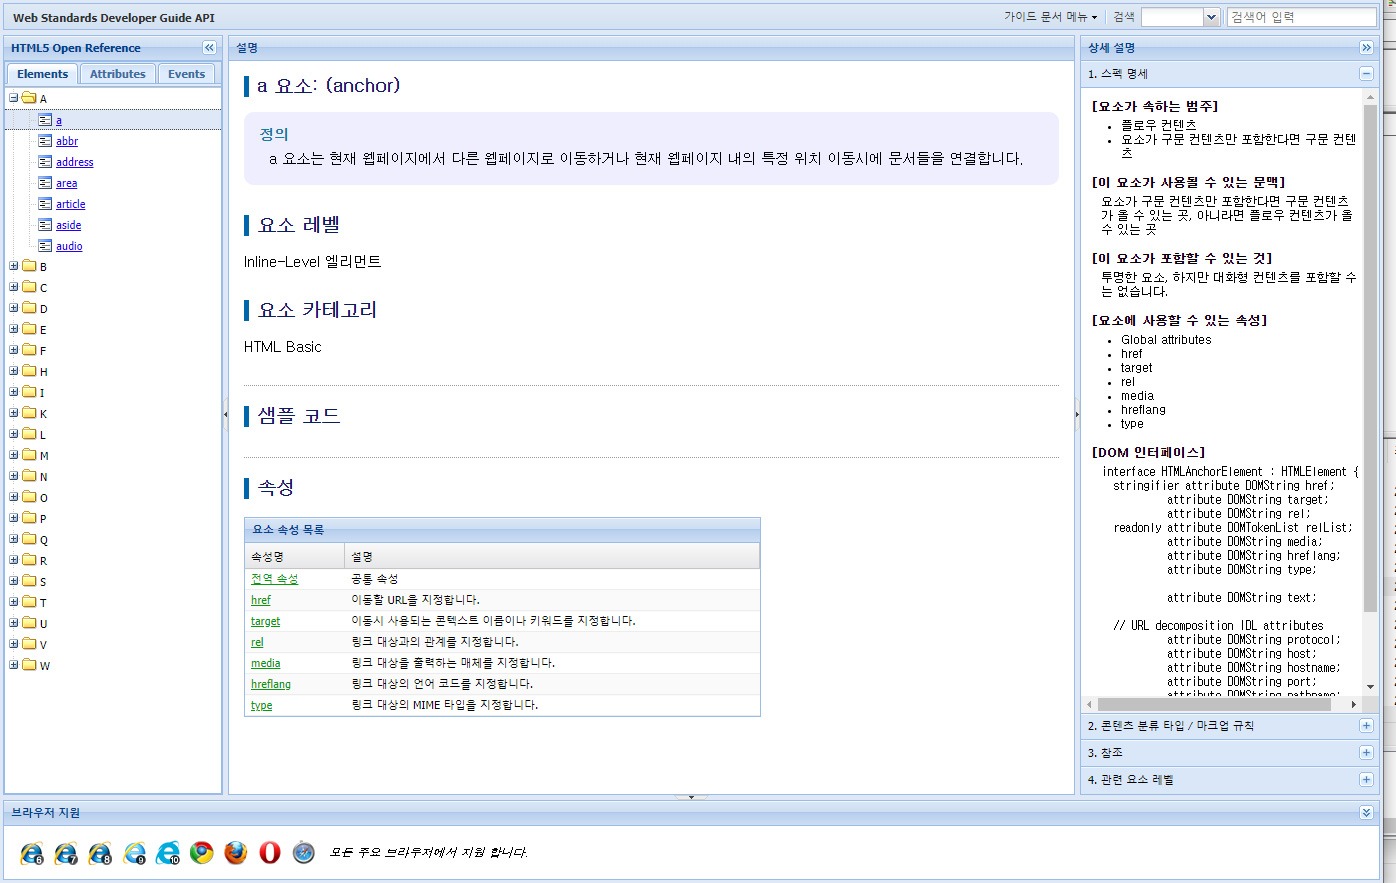 Web Standards Developer Guide API
가이드 문서 메뉴
검색
검색어 입력
HTML5 Open Reference
Elements
Attributes
Events
A
a
abbr
address
area
article
aside
audio
B
C
D
E
F
H
I
K
L
M
N
O
P
Q
R
S
T
U
V
W
설명
a 요소: (anchor)
정의
a 요소는 현재 웹페이지에서 다른 웹페이지로 이동하거나 현재 웹페이지 내의 특정 위치 이동시에 문서들을 연결합니다.
요소 레벨
Inline-Level 엘리먼트
요소 카테고리
HTML Basic
샘플 코드
속성
요소 속성 목록
속성명 설명
전역 속성 공통 속성
href 이동할 URL을 지정합니다.
target 이동시 사용되는 콘텍스트 이름이나 키워드를 지정합니다.
rel 링크 대상과의 관계를 지정합니다.
media 링크 대상을 출력하는 매체를 지정합니다.
hreflang 링크 대상의 언어 코드를 지정합니다.
type 링크 대상의 MIME 타입을 지정합니다.
상세 설명
1. 스펙 명세
[요소가 속하는 범주]
플로우 컨텐츠
요소가 구문 컨텐츠만 포함한다면 구문 컨텐
츠
[이 요소가 사용될 수 있는 문맥]
요소가 구문 컨텐츠만 포함한다면 구문 컨텐츠
가 올 수 있는 곳, 아니라면 플로우 컨텐츠가 올
수 있는 곳
[이 요소가 포함할 수 있는 것]
투명한 요소, 하지만 대화형 컨텐츠를 포함할 수
는 없습니다.
[요소에 사용할 수 있는 속성]
Global attributes
href
target
rel
media
hreflang
type
[DOM 인터페이스]
interface HTMLAnchorElement : HTMLElement {
stringifier attribute DOMString href;
attribute DOMString target;
attribute DOMString rel;
readonly attribute DOMTokenList relList;
attribute DOMString media;
attribute DOMString hreflang;
attribute DOMString type;
attribute DOMString text;
// URL decomposition IDL attributes
attribute DOMString protocol;
attribute DOMString host;
attribute DOMString hostname;
attribute DOMString port;
attribute DOMString pathname;
2. 콘텐츠 분류 타입 / 마크업 규칙
3. 참조
4. 관련 요소 레벨
브라우저 지원
6 7 8 9 10
모든 주요 브라우저에서 지원 합니다.